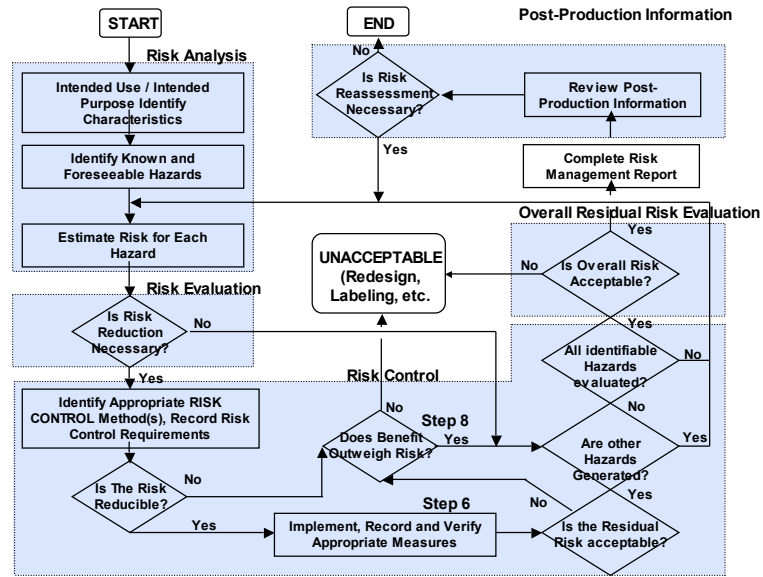 START
END
Post-Production Information
Risk Analysis
Intended Use / Intended
Purpose Identify
Characteristics
Identify Known and
Foreseeable Hazards
Estimate Risk for Each
Hazard
No
Is Risk
Reassessment
Necessary?
Yes
Review Post-
Production Information
Complete Risk
Management Report
Overall Residual Risk Evaluation
Yes
Is Overall Risk
Acceptable?
No
UNACCEPTABLE
(Redesign,
Labeling, etc.
Risk Evaluation
Is Risk
Reduction
Necessary?
No
Yes
Yes
All identifiable
Hazards
evaluated?
No
Risk Control
Identify Appropriate RISK
CONTROL Method(s), Record Risk
Control Requirements
No
Does Benefit
Outweigh Risk?
Step 8
Yes
No
Are other
Hazards
Generated?
Yes
Is The Risk
Reducible?
No
Yes
Step 6
Implement, Record and Verify
Appropriate Measures
No
Yes
Is the Residual
Risk acceptable?